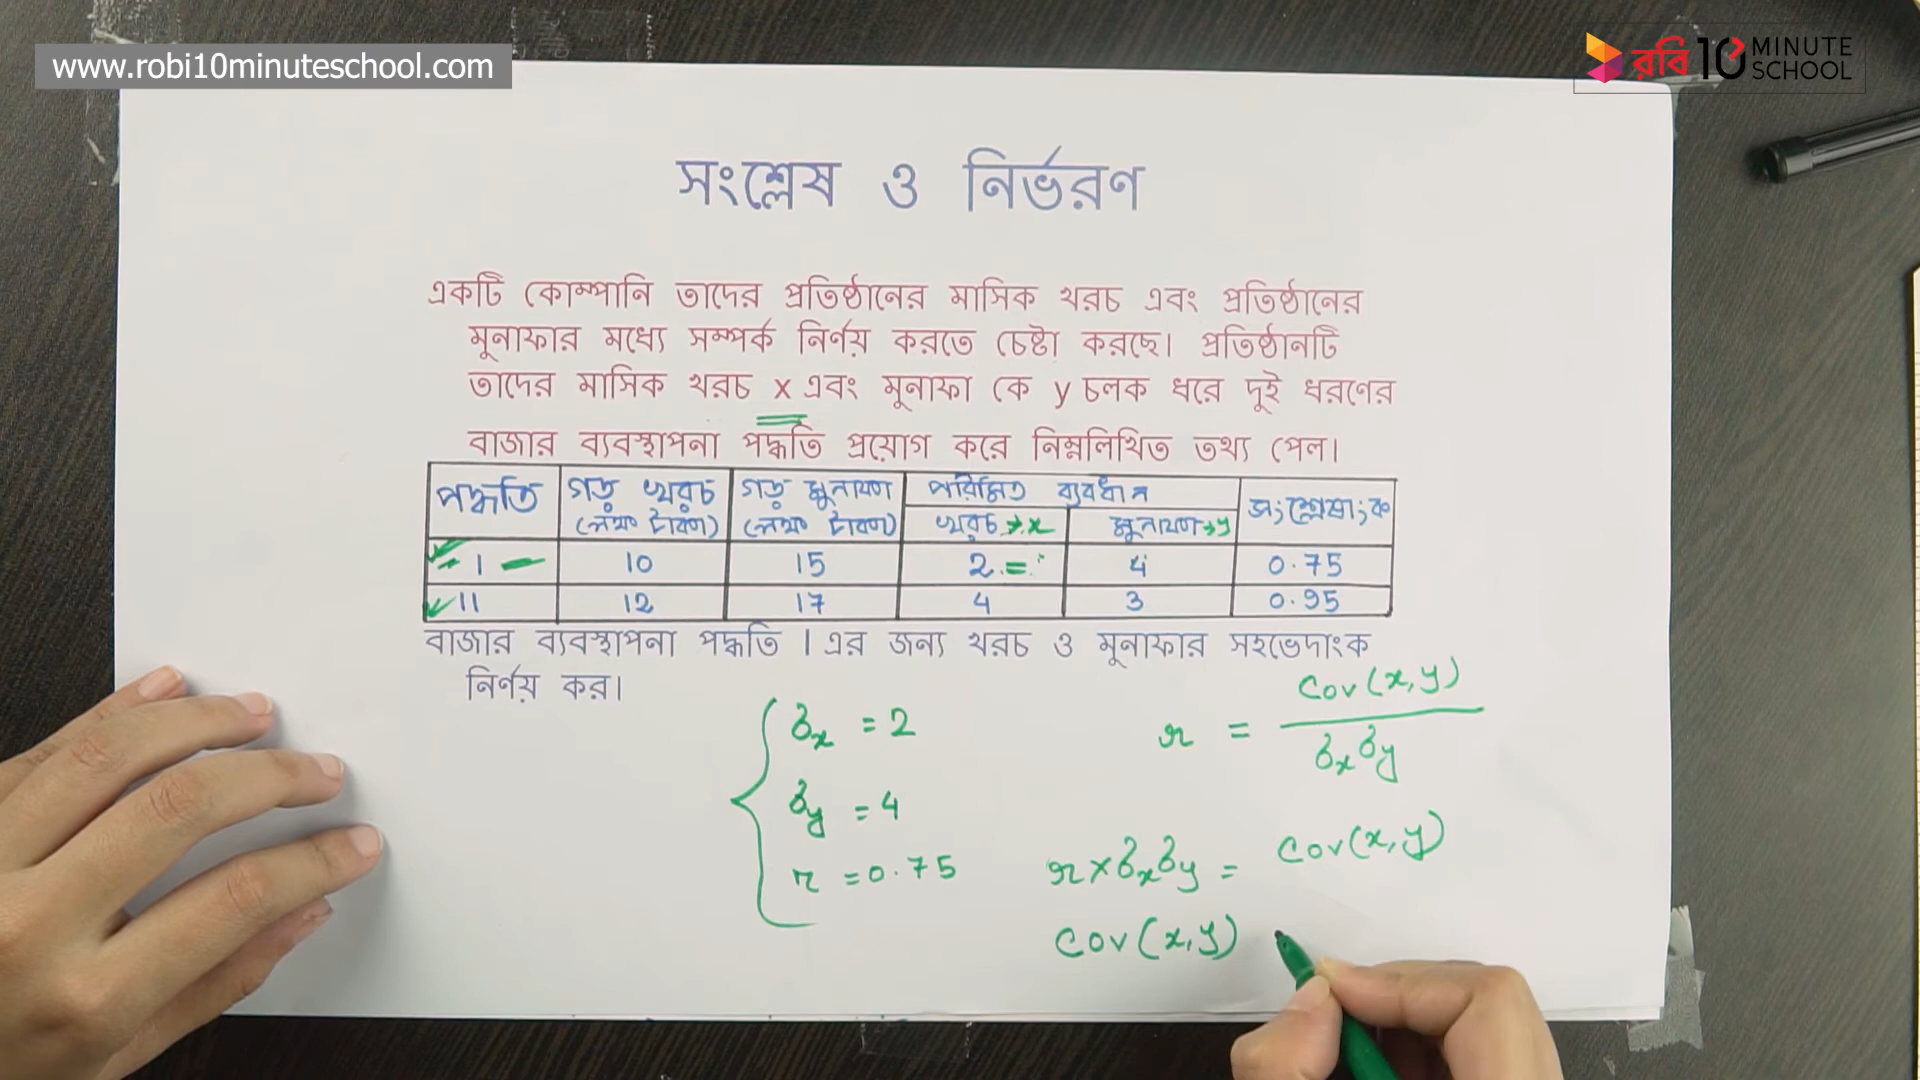 www.robi10minuteschool.com
রবি 10 MINUTE SCHOOL
সংশ্লেষ ও নির্ভরণ
একটি কোম্পানি তাদের প্রতিষ্ঠানের মাসিক খরচ এবং প্রতিষ্ঠানের
মুনাফার মধ্যে সম্পর্ক নির্ণয় করতে চেষ্টা করছে। প্রতিষ্ঠানটি
তাদের মাসিক খরচ x এবং মুনাফা কে y চলক ধরে দুই ধরণের
বাজার ব্যবস্থাপনা পদ্ধতি প্রয়োগ করে নিম্নলিখিত তথ্য পেল।
পদ্ধতি গড় খরচ (লক্ষ টাকা) গড় মুনাফা (লক্ষ টাকা) পরিমিত ব্যবধান সংশ্লেষাংক
খরচ → x মুনাফা → y
I 10 15 2 = 4 0.75
II 12 17 4 3 0.95
বাজার ব্যবস্থাপনা পদ্ধতি I এর জন্য খরচ ও মুনাফার সহভেদাংক
নির্ণয় কর।
σx = 2
σy = 4
r = 0.75
r = cov(x,y) / σxσy
r × σxσy = cov(x,y)
cov(x,y)